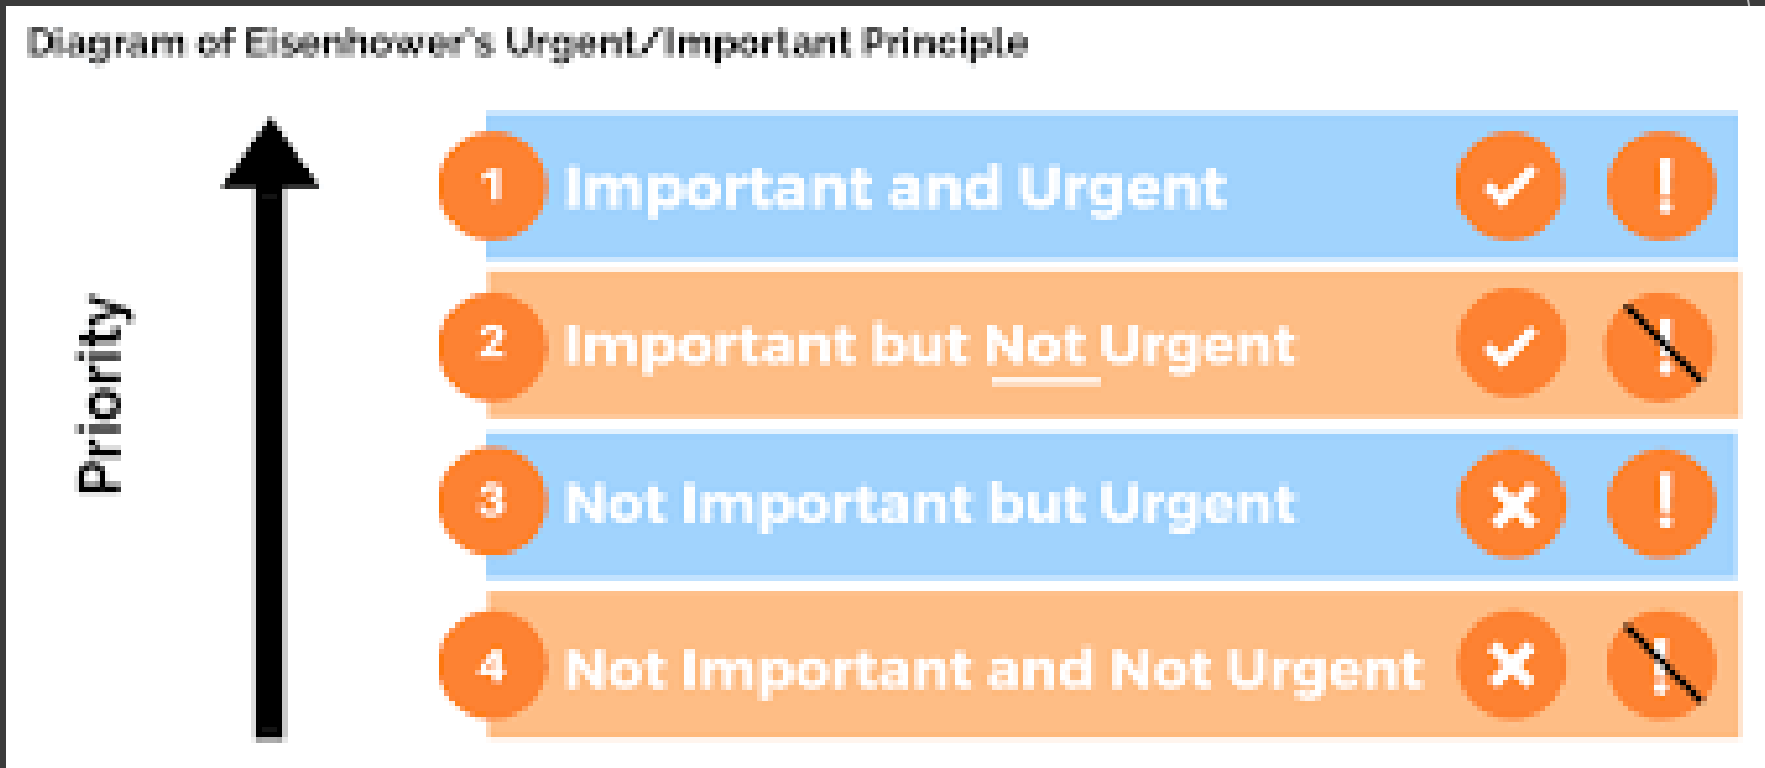 Diagram of Eisenhower's Urgent/Important Principle
Priority
1 Important and Urgent !
2 Important but Not Urgent !
3 Not Important but Urgent !
4 Not Important and Not Urgent !